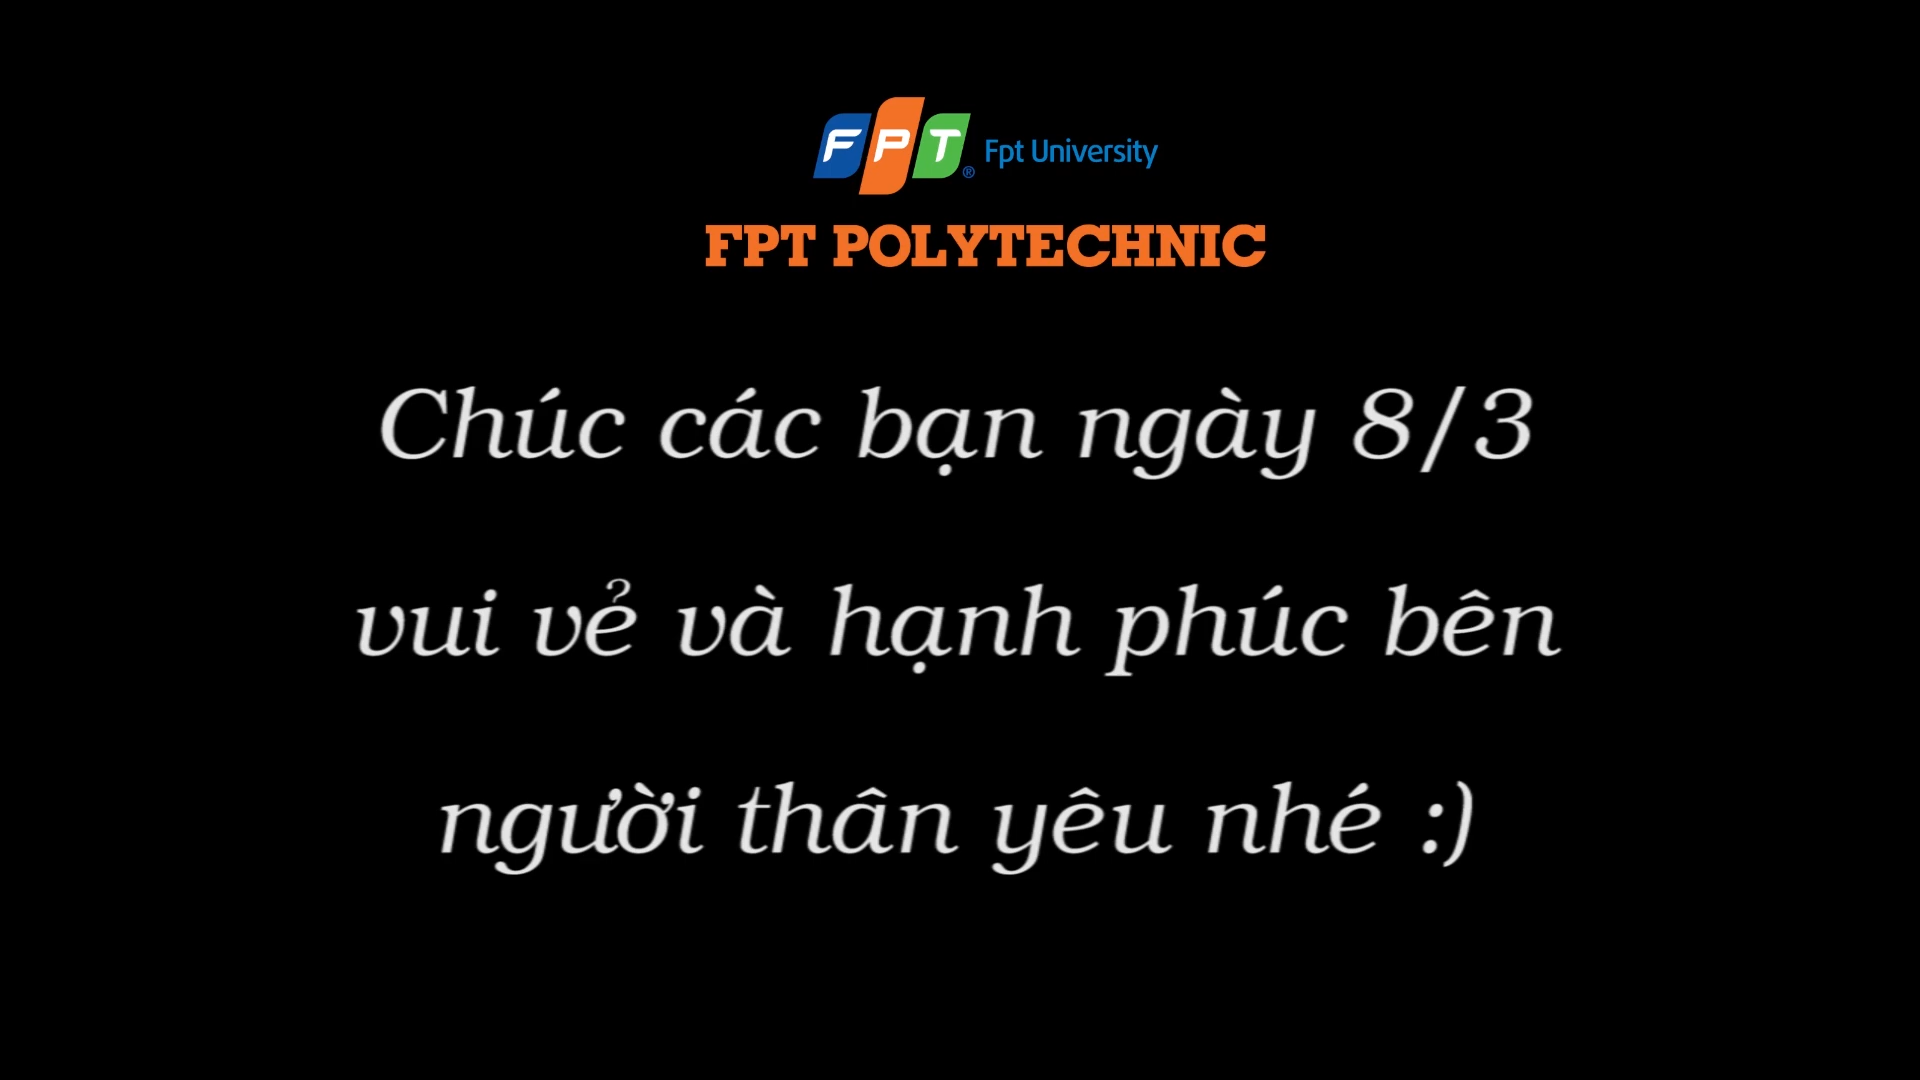 FPT® Fpt University
FPT POLYTECHNIC
Chúc các bạn ngày 8/3
vui vẻ và hạnh phúc bên
người thân yêu nhé :)